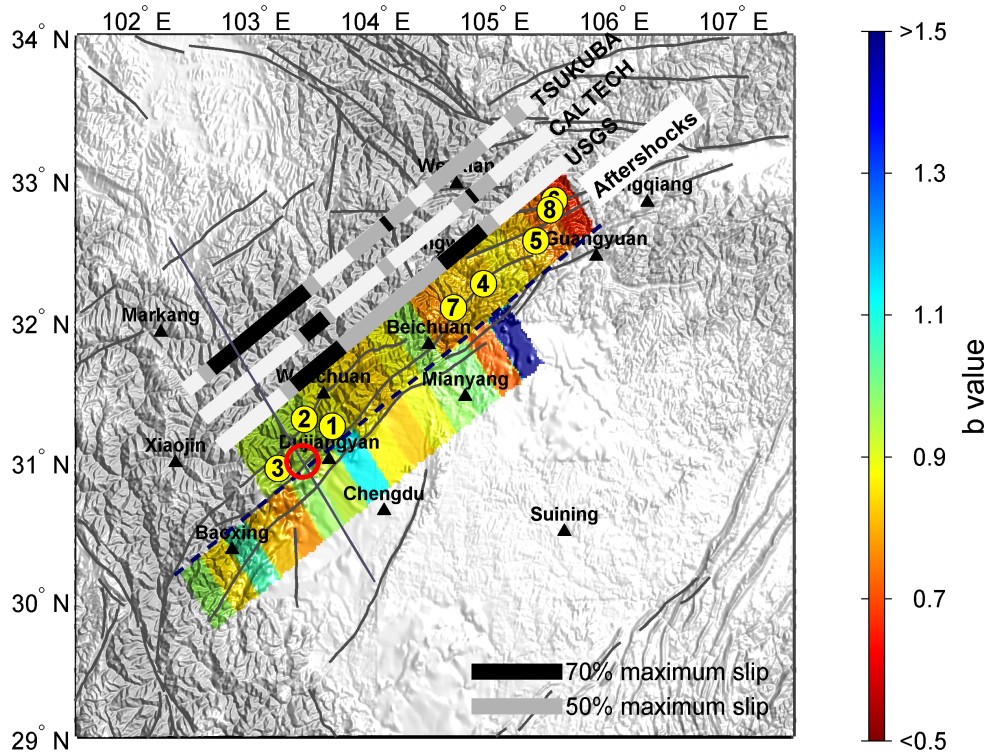 102° E 103° E 104° E 105° E 106° E 107° E
34° N
33° N
32° N
31° N
30° N
29° N
TSUKUBA
CALTECH
USGS
Aftershocks
Guangyuan
Markang
Beichuan
Mianyang
Xiaojin
Dujiangyan
Chengdu
Baoxing
Suining
8
5
4
7
2
1
3
70% maximum slip
50% maximum slip
>1.5
1.3
1.1
0.9
0.7
<0.5
b value